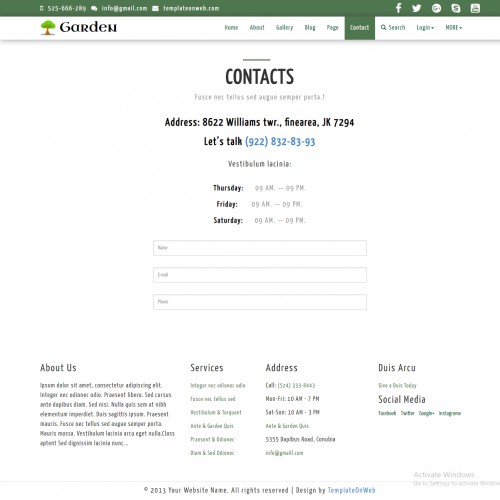 525-666-289 info@gmail.com templateonweb.com
Garden Home About Gallery Blog Page Contact Search Login MORE
CONTACTS
Fusce nec tellus sed augue semper porta.!
Address: 8622 Williams twr., finearea, JK 7294
Let's talk (922) 832-83-93
Vestibulum lacinia:
Thursday: 09 AM. — 09 PM.
Friday: 09 AM. — 09 PM.
Saturday: 09 AM. — 09 PM.
Name
E-mail
Phone
About Us
Ipsum dolor sit amet, consectetur adipiscing elit.
Integer nec odionec odio. Praesent libero. Sed cursus
ante dapibus diam. Sed nisi. Nulla quis sem at nibh
elementum imperdiet. Duis sagittis ipsum. Praesent
mauris. Fusce nec tellus sed augue semper porta.
Mauris massa. Vestibulum lacinia arcu eget nulla.Class
aptent Sed dignissim lacinia nunc...
Services
Integer nec odionec odio
Fusce nec tellus sed
Vestibulum & Torquent
Ante & Garden Quis
Praesent & Odionec
Diam & Sed Odionec
Address
Call: (524) 333-8443
Mon-Fri: 10 AM - 7 PM
Sat-Sun: 10 AM - 3 PM
Ante & Garden Quis
5355 Dapibus Road, Conubia
info@gmaill.com
Duis Arcu
Give a Duis Today
Social Media
Facebook Twitter Google+ Instagrame
Activate Windows
Go to Settings to activate Window
© 2013 Your Website Name. All rights reserved | Design by TemplateOnWeb